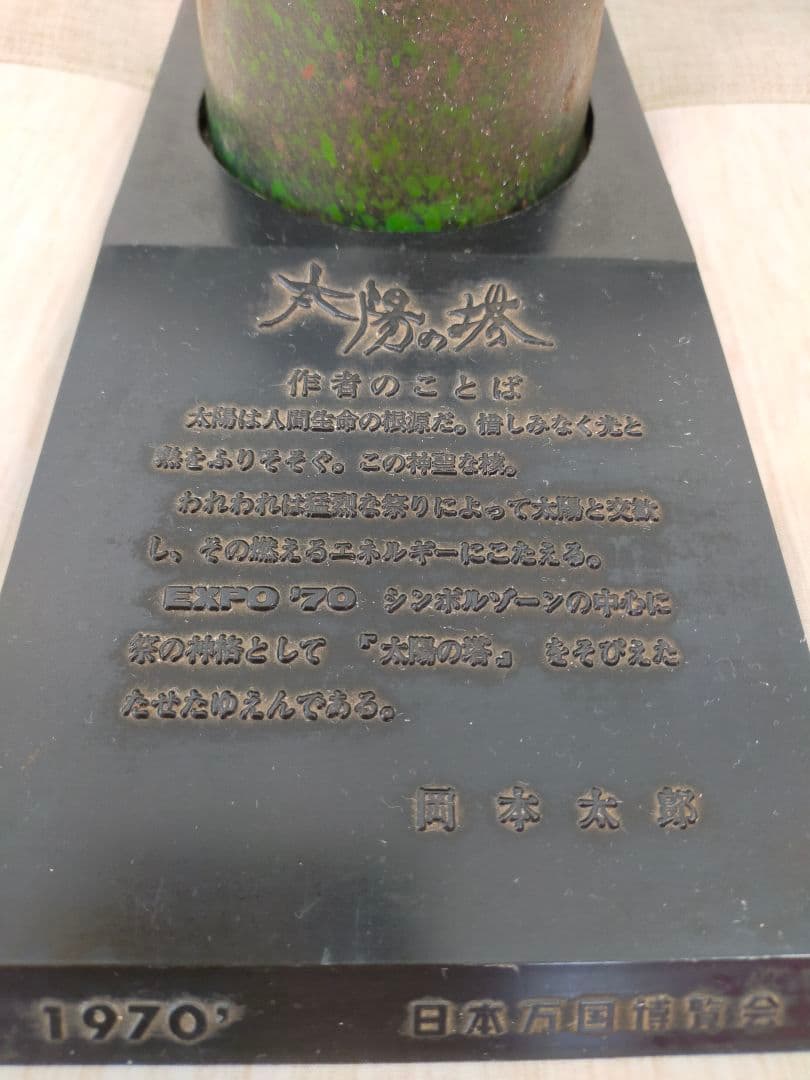 太陽の塔
作者のことば
太陽は人間生命の根源だ。惜しみなく光と
熱をふりそそぐ。この神聖な核。
われわれは猛烈な祭りによって太陽と交歓
し、その燃えるエネルギーにこたえる。
EXPO '70 シンボルゾーンの中心に
祭の神格として 『太陽の塔』 をそびえた
たせたゆえんである。
岡本太郎
1970' 日本万国博覧会